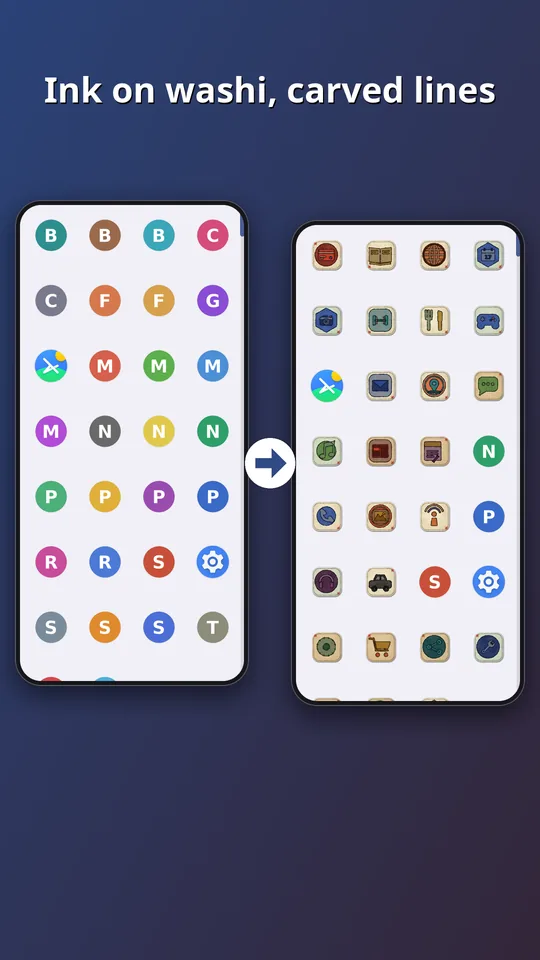 Ink on washi, carved lines
B B B C
C F F G
M M M
M N N N
P P P P
R R S
S S S T
N
P
S